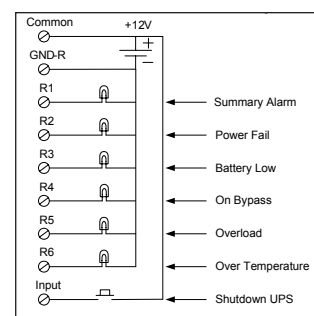 Common
+12V
+
GND-R
−
R1
Summary Alarm
R2
Power Fail
R3
Battery Low
R4
On Bypass
R5
Overload
R6
Over Temperature
Input
Shutdown UPS